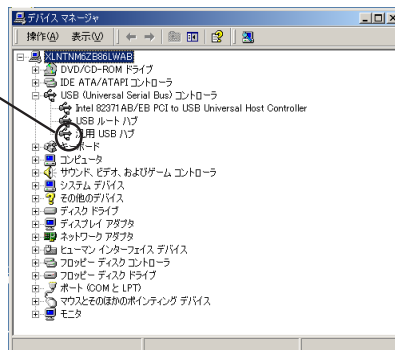 デバイス マネージャ
操作(A) 表示(V)
XLNTNM6ZB86LWAB
DVD/CD-ROM ドライブ
IDE ATA/ATAPI コントローラ
USB (Universal Serial Bus) コントローラ
Intel 82371AB/EB PCI to USB Universal Host Controller
USB ルート ハブ
汎用 USB ハブ
キーボード
コンピュータ
サウンド、ビデオ、およびゲーム コントローラ
システム デバイス
その他のデバイス
ディスク ドライブ
ディスプレイ アダプタ
ネットワーク アダプタ
ヒューマン インターフェイス デバイス
フロッピー ディスク コントローラ
フロッピー ディスク ドライブ
ポート (COM と LPT)
マウスとそのほかのポインティング デバイス
モニタ